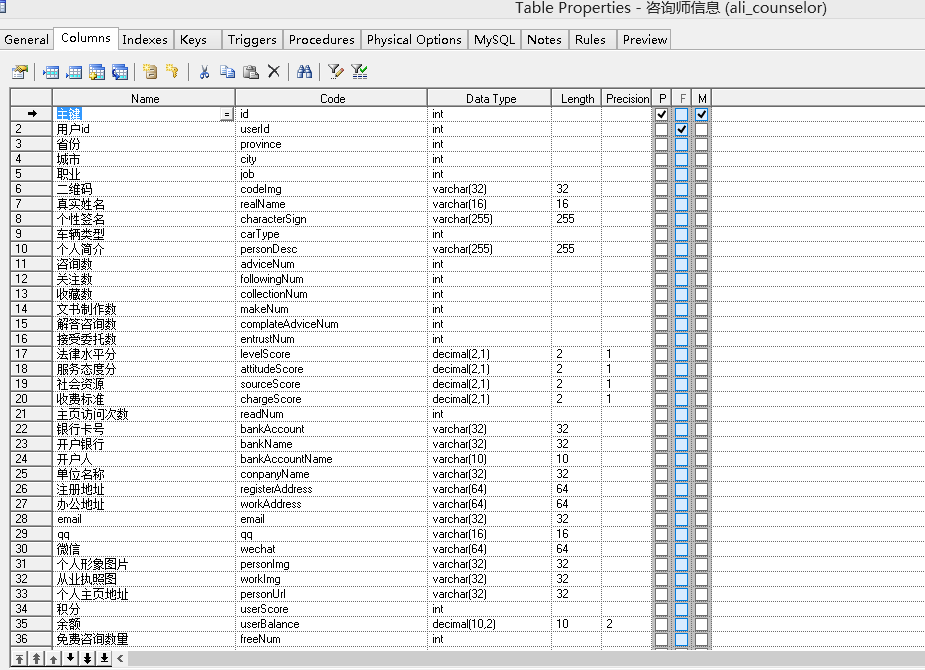 Table Properties - 咨询师信息 (ali_counselor)
General Columns Indexes Keys Triggers Procedures Physical Options MySQL Notes Rules Preview
Name Code Data Type Length Precision P F M
主键 = id int
2 用户id userId int
3 省份 province int
4 城市 city int
5 职业 job int
6 二维码 codeImg varchar(32) 32
7 真实姓名 realName varchar(16) 16
8 个性签名 characterSign varchar(255) 255
9 车辆类型 carType int
10 个人简介 personDesc varchar(255) 255
11 咨询数 adviceNum int
12 关注数 followingNum int
13 收藏数 collectionNum int
14 文书制作数 makeNum int
15 解答咨询数 complateAdviceNum int
16 接受委托数 entrustNum int
17 法律水平分 levelScore decimal(2,1) 2 1
18 服务态度分 attitudeScore decimal(2,1) 2 1
19 社会资源 sourceScore decimal(2,1) 2 1
20 收费标准 chargeScore decimal(2,1) 2 1
21 主页访问次数 readNum int
22 银行卡号 bankAccount varchar(32) 32
23 开户银行 bankName varchar(32) 32
24 开户人 bankAccountName varchar(10) 10
25 单位名称 conpanyName varchar(32) 32
26 注册地址 registerAddress varchar(64) 64
27 办公地址 workAddress varchar(64) 64
28 email email varchar(32) 32
29 qq qq varchar(16) 16
30 微信 wechat varchar(64) 64
31 个人形象图片 personImg varchar(32) 32
32 从业执照图 workImg varchar(32) 32
33 个人主页地址 personUrl varchar(32) 32
34 积分 userScore int
35 余额 userBalance decimal(10,2) 10 2
36 免费咨询数量 freeNum int